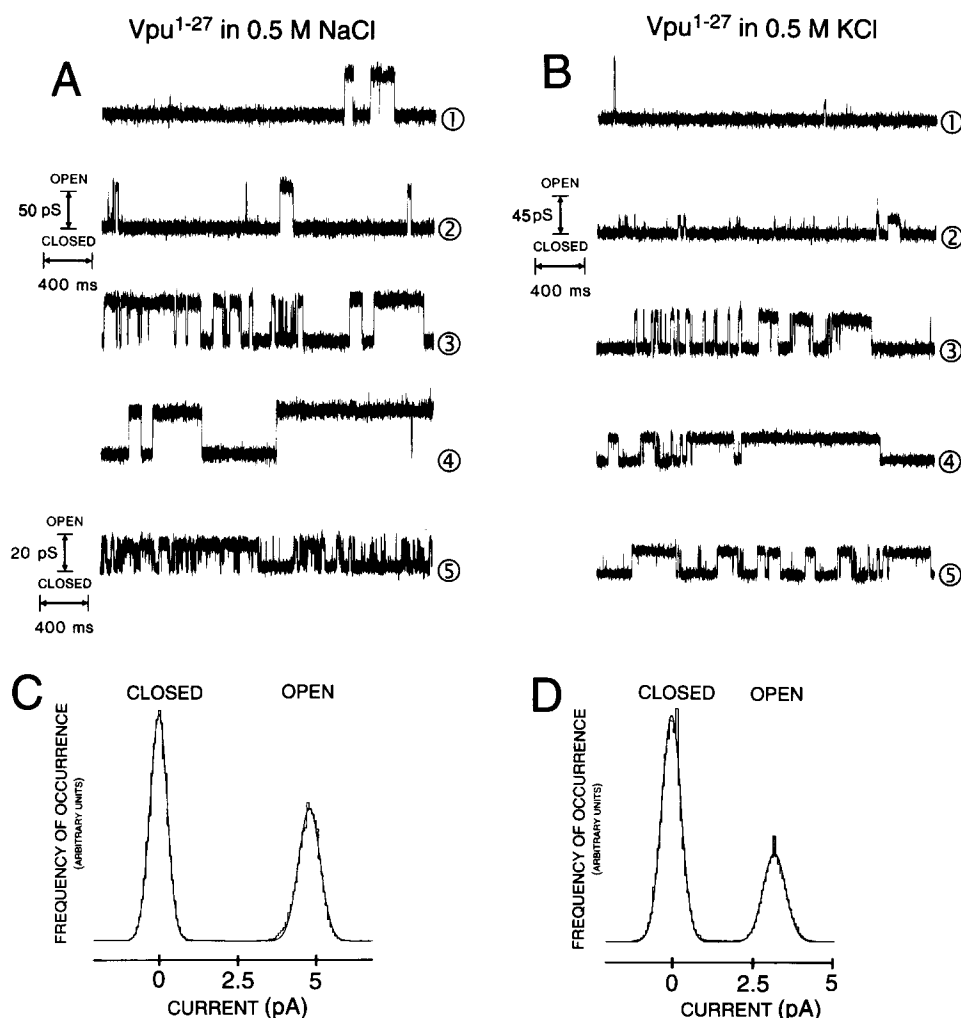 Vpu1-27 in 0.5 M NaCl
A
①
OPEN
50 pS
②
CLOSED
400 ms
③
④
OPEN
20 pS
⑤
CLOSED
400 ms
Vpu1-27 in 0.5 M KCl
B
①
OPEN
45 pS
②
CLOSED
400 ms
③
④
⑤
C
CLOSED
OPEN
FREQUENCY OF OCCURRENCE
(ARBITRARY UNITS)
0
2.5
5
CURRENT (pA)
D
CLOSED
OPEN
FREQUENCY OF OCCURRENCE
(ARBITRARY UNITS)
0
2.5
5
CURRENT (pA)